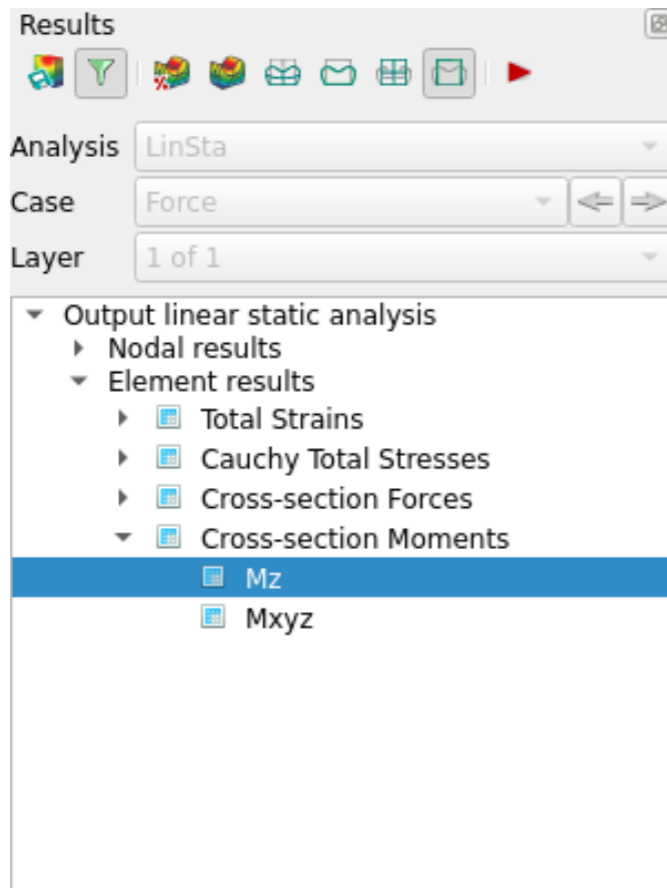 Results
Analysis LinSta
Case Force
Layer 1 of 1
Output linear static analysis
Nodal results
Element results
Total Strains
Cauchy Total Stresses
Cross-section Forces
Cross-section Moments
Mz
Mxyz